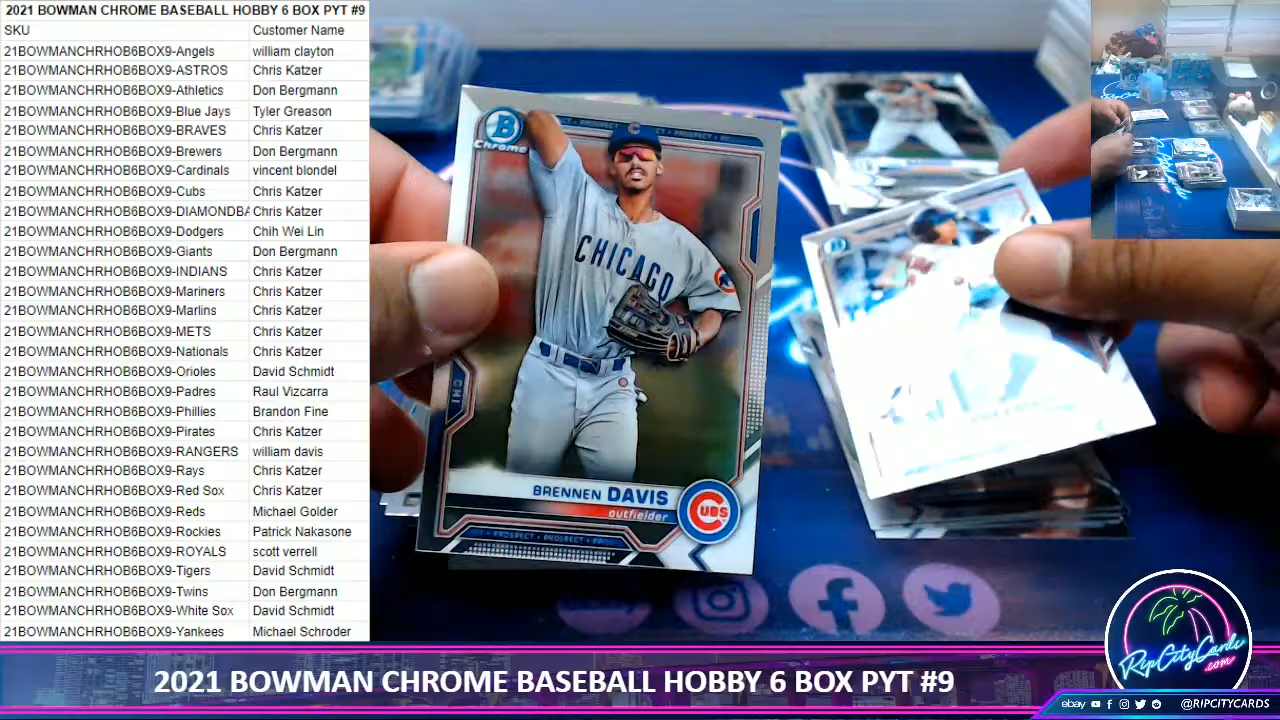 2021 BOWMAN CHROME BASEBALL HOBBY 6 BOX PYT #9
SKU Customer Name
21BOWMANCHRHOB6BOX9-Angels william clayton
21BOWMANCHRHOB6BOX9-ASTROS Chris Katzer
21BOWMANCHRHOB6BOX9-Athletics Don Bergmann
21BOWMANCHRHOB6BOX9-Blue Jays Tyler Greason
21BOWMANCHRHOB6BOX9-BRAVES Chris Katzer
21BOWMANCHRHOB6BOX9-Brewers Don Bergmann
21BOWMANCHRHOB6BOX9-Cardinals vincent blondel
21BOWMANCHRHOB6BOX9-Cubs Chris Katzer
21BOWMANCHRHOB6BOX9-DIAMONDBA Chris Katzer
21BOWMANCHRHOB6BOX9-Dodgers Chih Wei Lin
21BOWMANCHRHOB6BOX9-Giants Don Bergmann
21BOWMANCHRHOB6BOX9-INDIANS Chris Katzer
21BOWMANCHRHOB6BOX9-Mariners Chris Katzer
21BOWMANCHRHOB6BOX9-Marlins Chris Katzer
21BOWMANCHRHOB6BOX9-METS Chris Katzer
21BOWMANCHRHOB6BOX9-Nationals Chris Katzer
21BOWMANCHRHOB6BOX9-Orioles David Schmidt
21BOWMANCHRHOB6BOX9-Padres Raul Vizcarra
21BOWMANCHRHOB6BOX9-Phillies Brandon Fine
21BOWMANCHRHOB6BOX9-Pirates Chris Katzer
21BOWMANCHRHOB6BOX9-RANGERS william davis
21BOWMANCHRHOB6BOX9-Rays Chris Katzer
21BOWMANCHRHOB6BOX9-Red Sox Chris Katzer
21BOWMANCHRHOB6BOX9-Reds Michael Golder
21BOWMANCHRHOB6BOX9-Rockies Patrick Nakasone
21BOWMANCHRHOB6BOX9-ROYALS scott verrell
21BOWMANCHRHOB6BOX9-Tigers David Schmidt
21BOWMANCHRHOB6BOX9-Twins Don Bergmann
21BOWMANCHRHOB6BOX9-White Sox David Schmidt
21BOWMANCHRHOB6BOX9-Yankees Michael Schroder
B
Chrome
CT • PROSPECT •
CHICAGO
CHI
BRENNEN DAVIS
outfielder
CUBS
• PROSPECT • PROSPECT •
RipCityCards
.com
2021 BOWMAN CHROME BASEBALL HOBBY 6 BOX PYT #9
ebay @RIPCITYCARDS